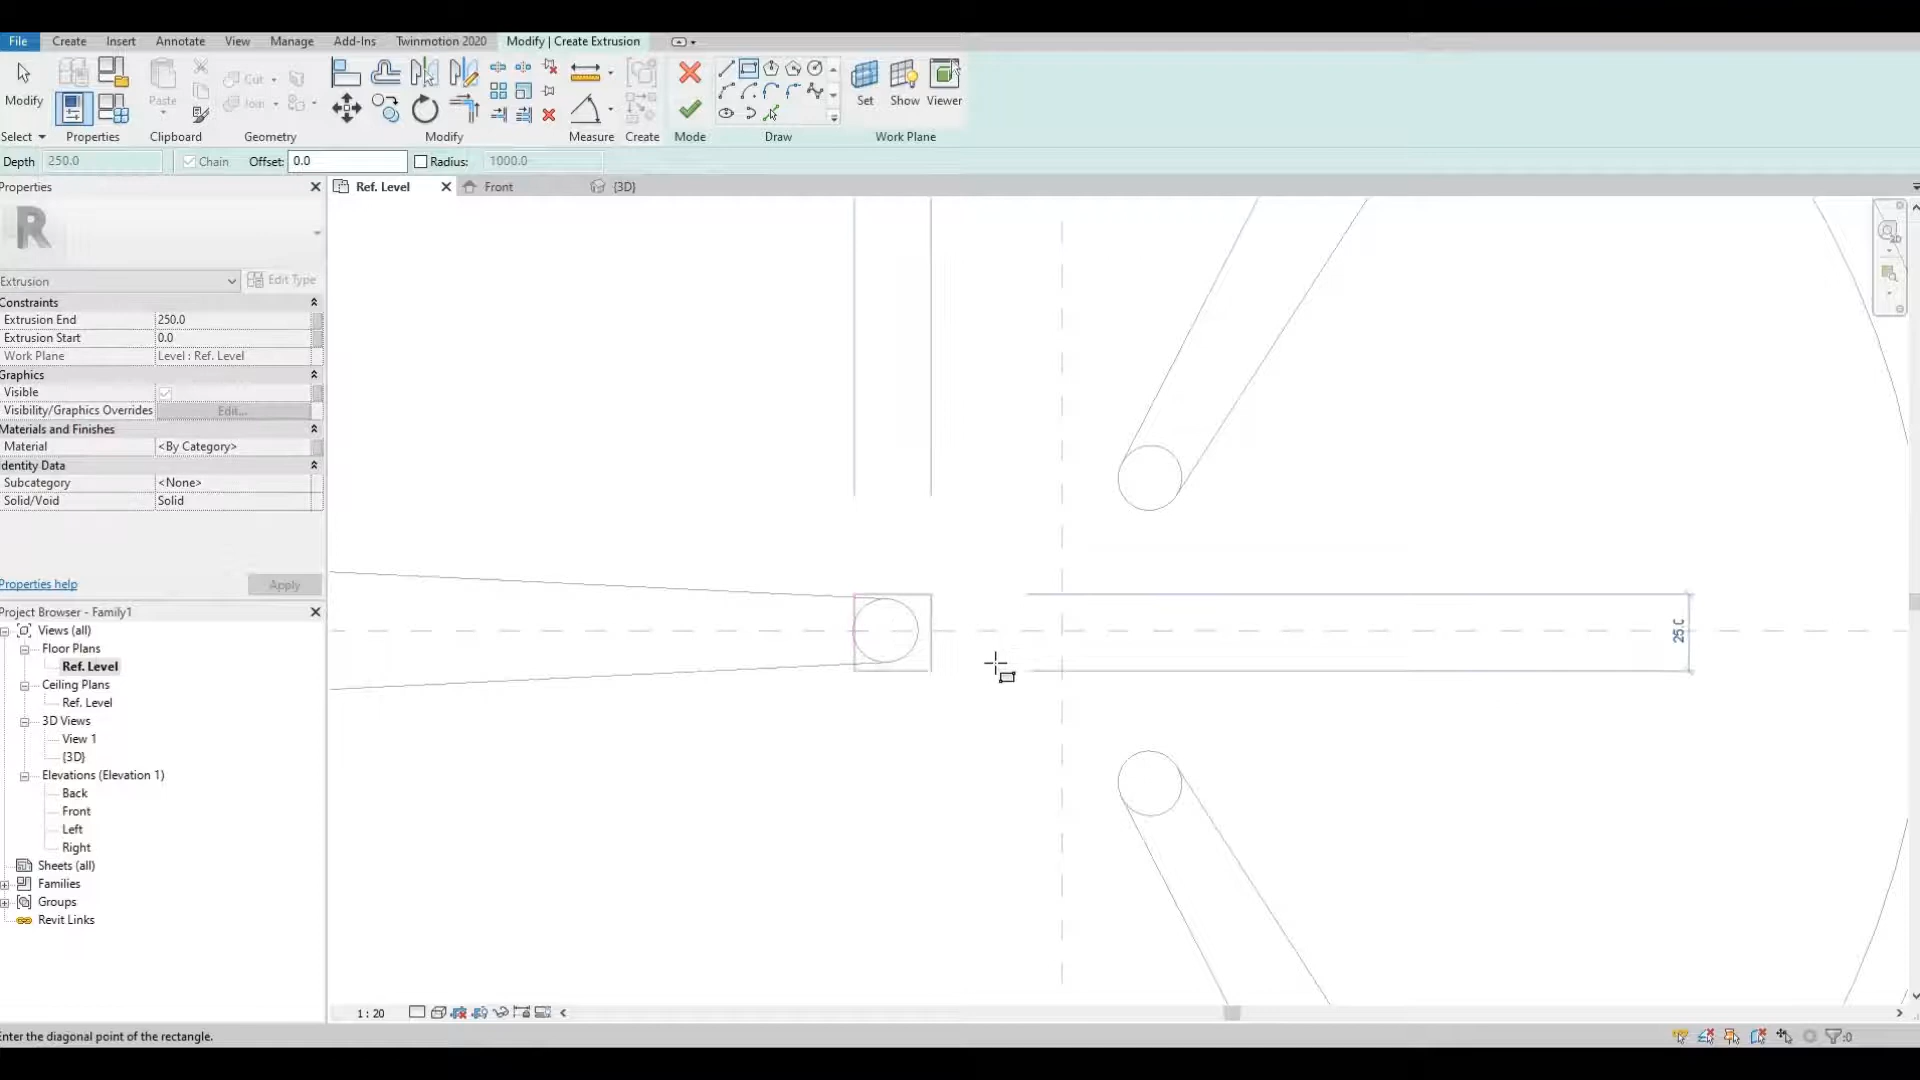 File Create Insert Annotate View Manage Add-Ins Twinmotion 2020 Modify | Create Extrusion
Modify Paste Cut Join Set Show Viewer
Select Properties Clipboard Geometry Modify Measure Create Mode Draw Work Plane
Depth 250.0 Chain Offset: 0.0 Radius: 1000.0
Properties Ref. Level Front {3D}
R
Extrusion Edit Type
Constraints
Extrusion End 250.0
Extrusion Start 0.0
Work Plane Level : Ref. Level
Graphics
Visible
Visibility/Graphics Overrides Edit...
Materials and Finishes
Material <By Category>
Identity Data
Subcategory <None>
Solid/Void Solid
Properties help Apply
Project Browser - Family1
Views (all)
Floor Plans
Ref. Level
Ceiling Plans
Ref. Level
3D Views
View 1
{3D}
Elevations (Elevation 1)
Back
Front
Left
Right
Sheets (all)
Families
Groups
Revit Links
1 : 20
Enter the diagonal point of the rectangle.
:0